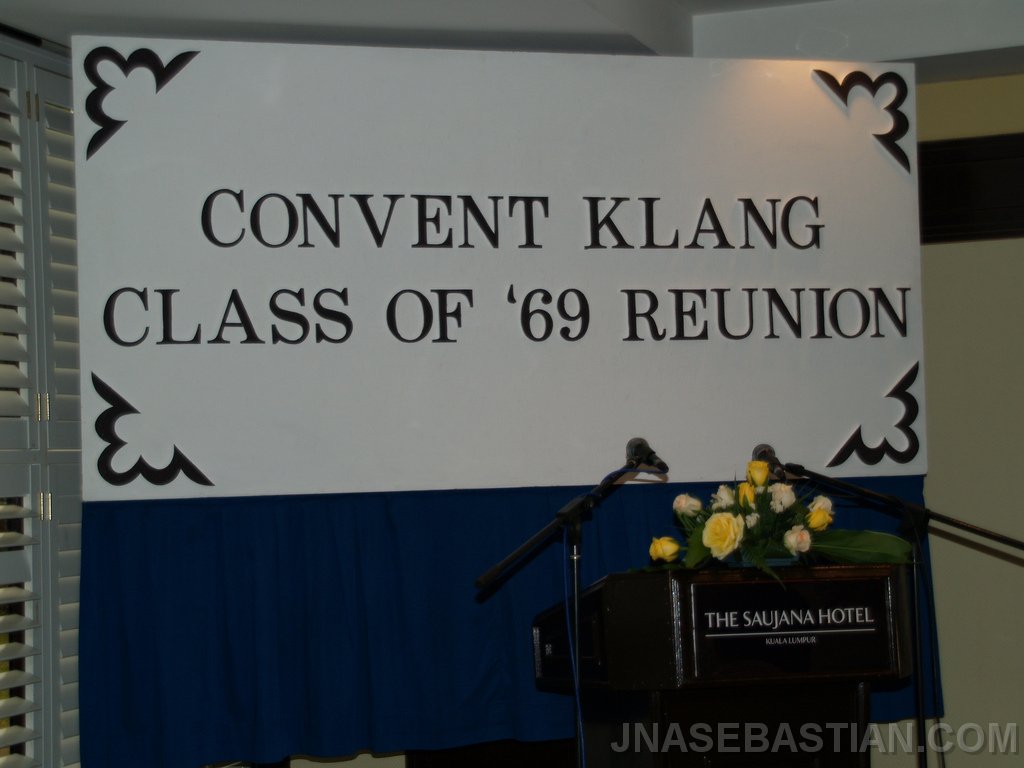 CONVENT KLANG
CLASS OF ‘69 REUNION
THE SAUJANA HOTEL
KUALA LUMPUR
JNASEBASTIAN.COM